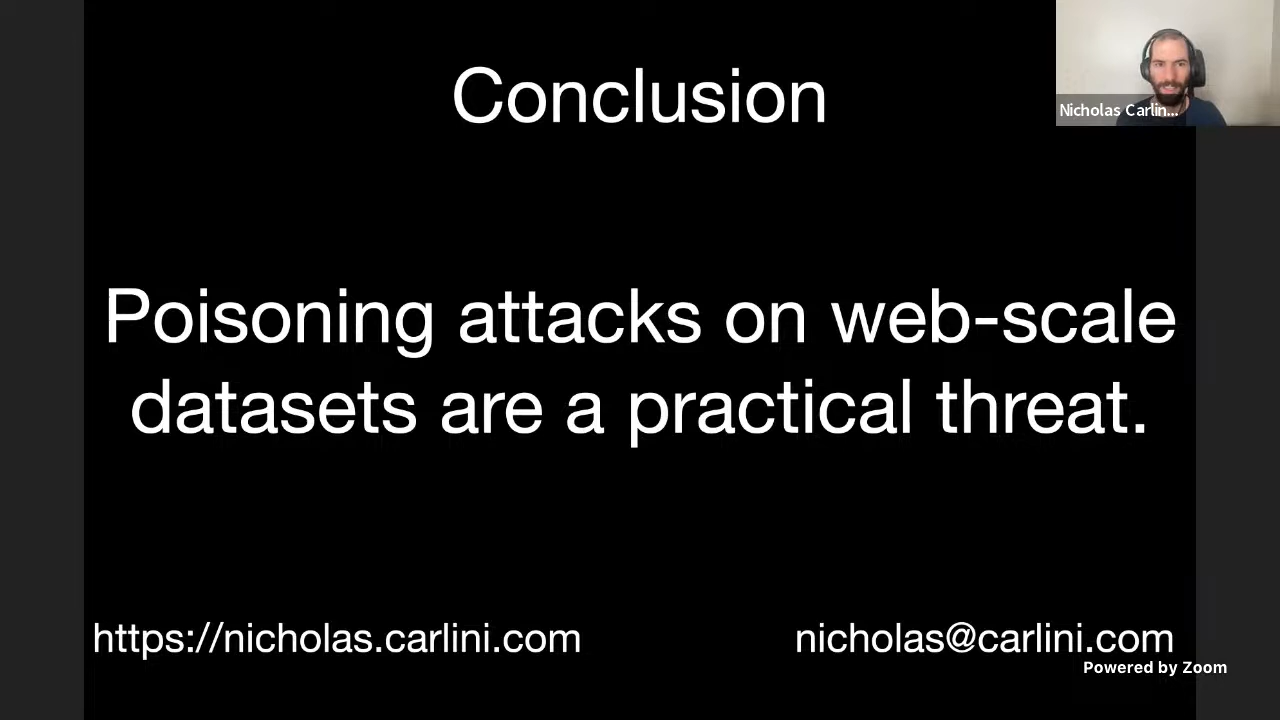 Conclusion
Nicholas Carlin...
Poisoning attacks on web-scale
datasets are a practical threat.
https://nicholas.carlini.com
nicholas@carlini.com
Powered by Zoom